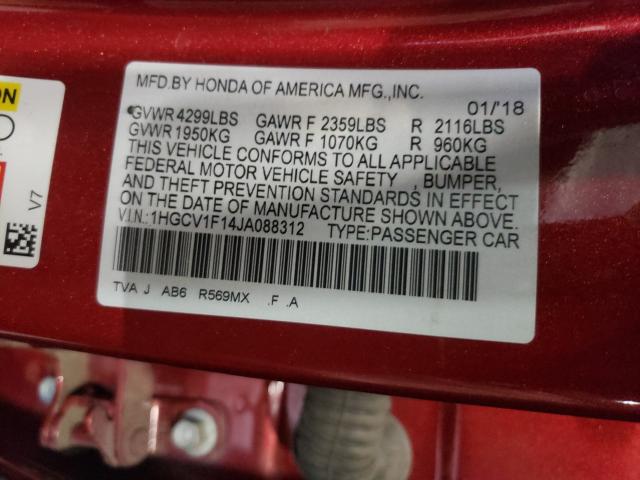 MFD.BY HONDA OF AMERICA MFG.,INC.
01/'18
GVWR 4299LBS GAWR F 2359LBS R 2116LBS
GVWR 1950KG GAWR F 1070KG R 960KG
THIS VEHICLE CONFORMS TO ALL APPLICABLE
FEDERAL MOTOR VEHICLE SAFETY , BUMPER,
AND THEFT PREVENTION STANDARDS IN EFFECT
ON THE DATE OF MANUFACTURE SHOWN ABOVE.
V.I.N.:1HGCV1F14JA088312 TYPE:PASSENGER CAR
TVA J AB6 R569MX .F .A
V7